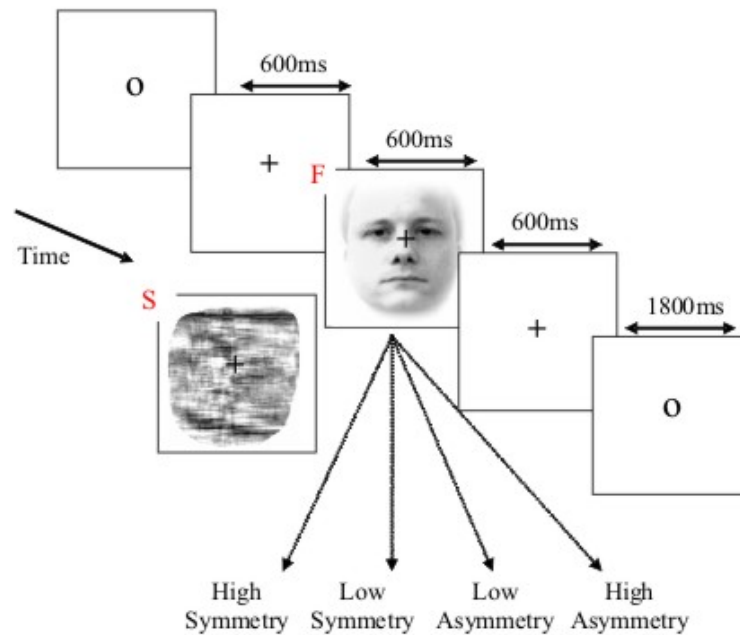 o
600ms
+
600ms
F
+
600ms
Time
S
+
+
1800ms
o
High Symmetry
Low Symmetry
Low Asymmetry
High Asymmetry